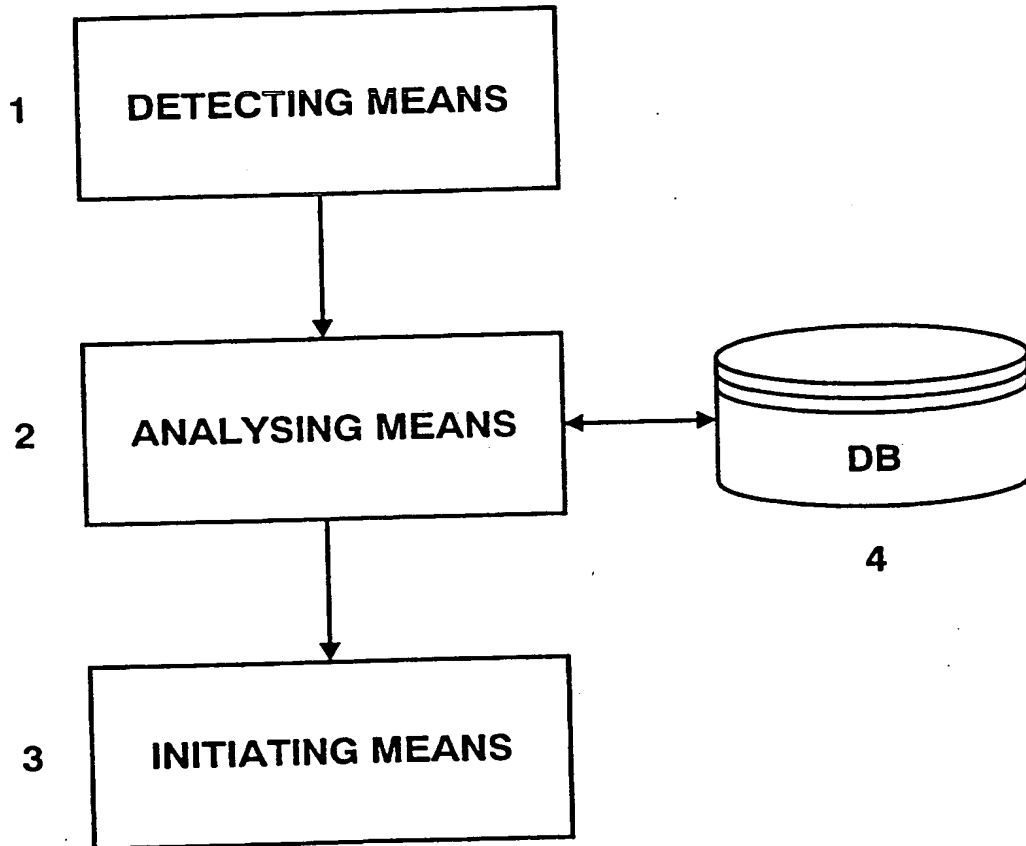 1
DETECTING MEANS
2
ANALYSING MEANS
DB
4
3
INITIATING MEANS